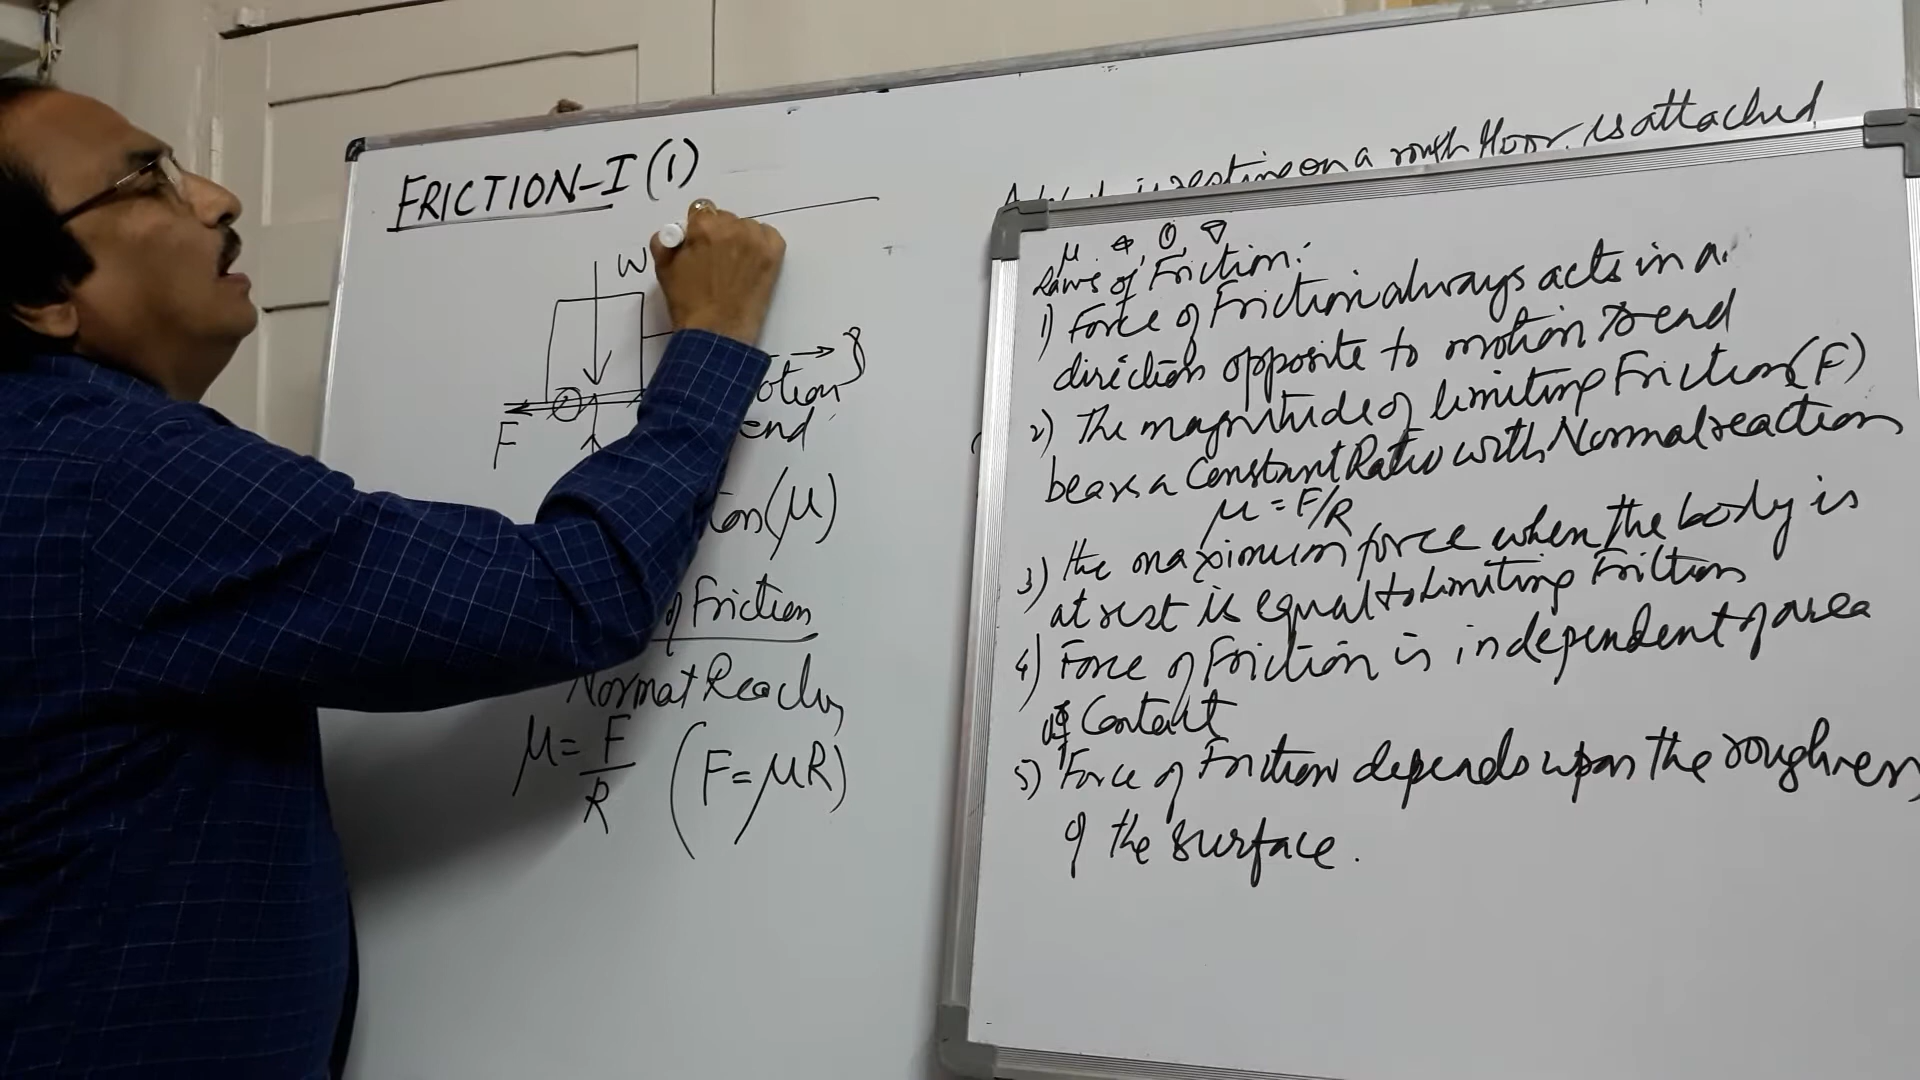 FRICTION-I (1)
W
otion
F
end
ion (μ)
of Friction
Normal Reaction
μ = F/R (F = μR)
is resting on a rough floor, is attached
μ. Φ, θ,
Laws of Friction:
1) Force of Friction always acts in a
direction opposite to motion tend
2) The magnitude of limiting Friction (F)
bears a Constant Ratio with Normal reaction
μ = F/R
3) the maximum force when the body is
at rest is equal to Limiting Friction
4) Force of Friction is independent of area
of Contact
5) Force of Friction depends upon the roughness
of the surface.